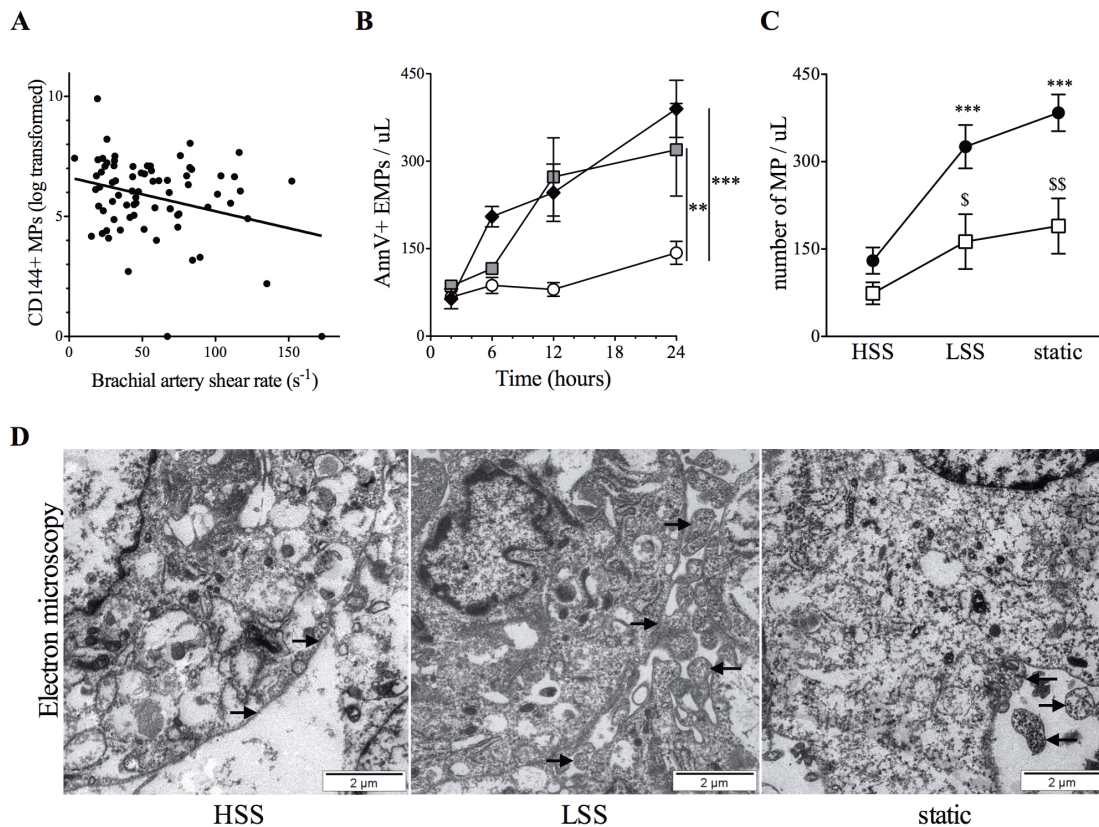 A
B
C
CD144+ MPs (log transformed)
10
5
0
0
50
100
150
Brachial artery shear rate (s-1)
AnnV+ EMPs / uL
450
300
150
0
0
6
12
18
24
Time (hours)
**
***
number of MP / uL
450
300
150
0
***
***
$
$$
HSS
LSS
static
D
Electron microscopy
2 µm
2 µm
2 µm
HSS
LSS
static